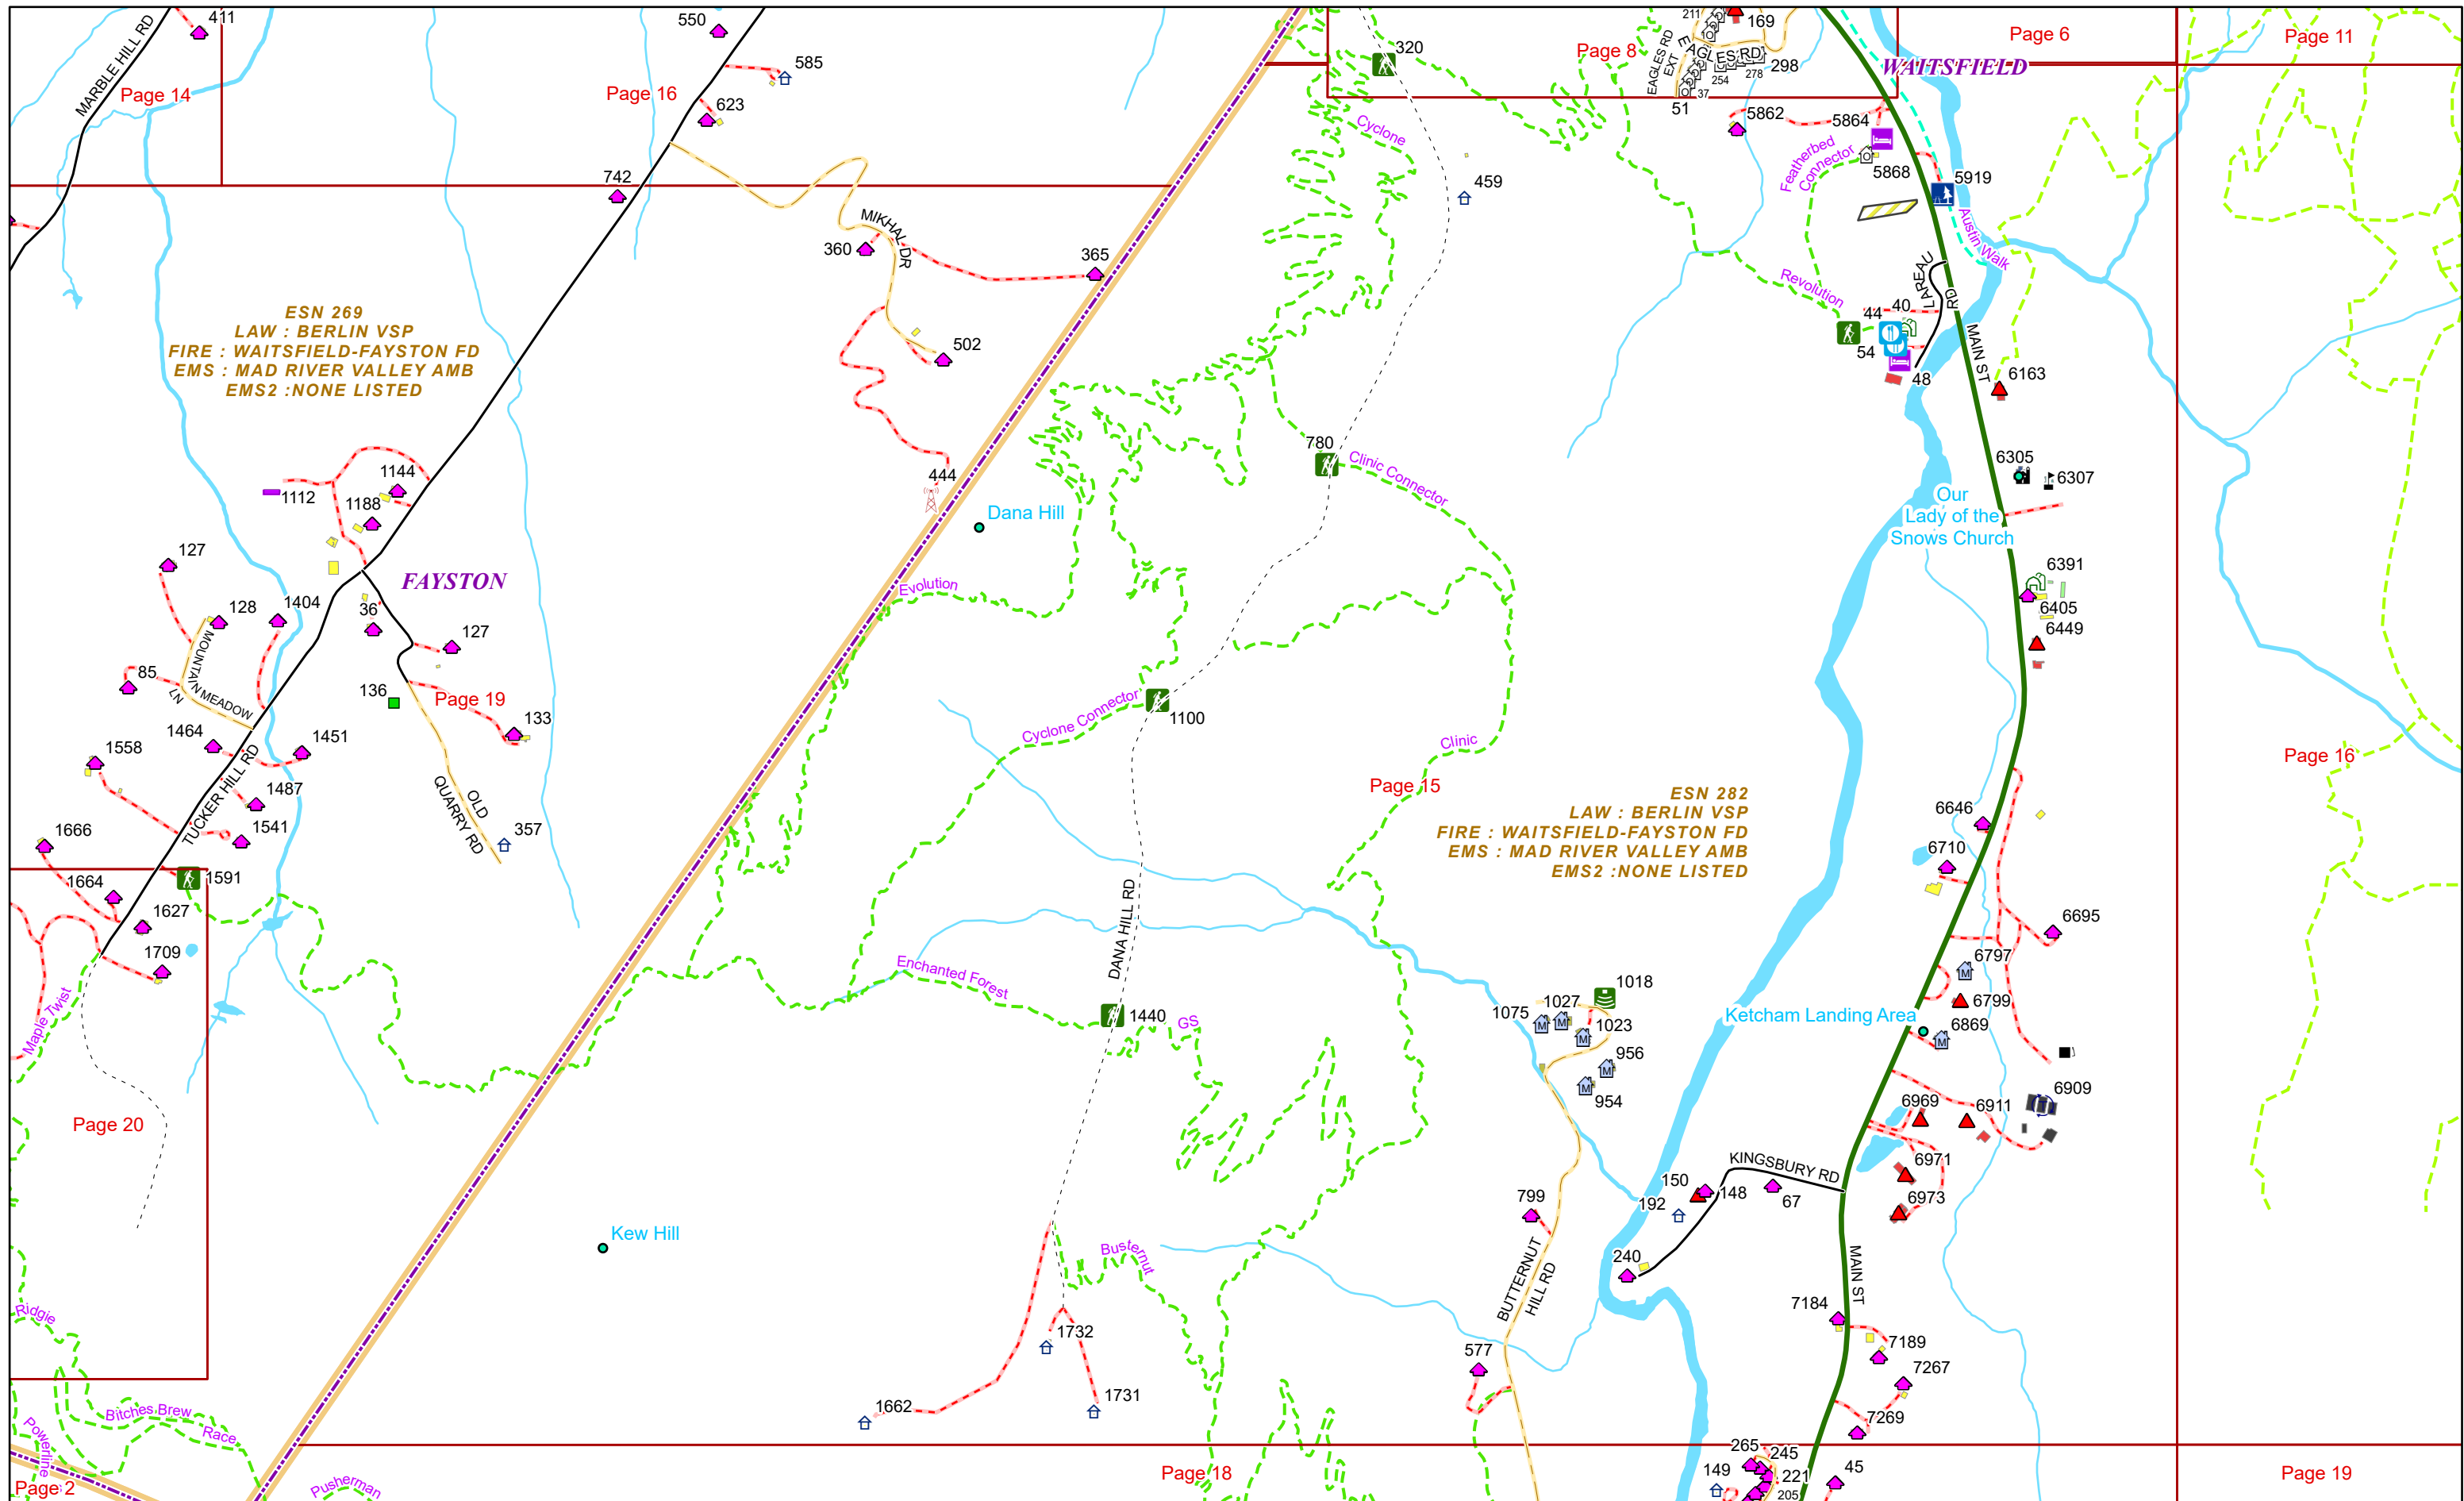 411
MARBLE HILL RD
Page 14
550
585
Page 16
623
742
MIKHAL DR
360
365
502
444
320
Page 8
211
169
EAGLES RD
EXT
EAGLES RD
254
278
298
37
51
Page 6
Page 11
WAITSFIELD
5862
5864
Featherbed
Connector
5868
5919
Austin Walk
Cyclone
459
Revolution
LAREAU
RD
44
40
54
48
MAIN ST
6163
ESN 269
LAW : BERLIN VSP
FIRE : WAITSFIELD-FAYSTON FD
EMS : MAD RIVER VALLEY AMB
EMS2 :NONE LISTED
780
Clinic Connector
6305
6307
Our
Lady of the
Snows Church
1144
1112
1188
Dana Hill
127
FAYSTON
Evolution
128
1404
36
127
6391
6405
6449
85
MOUNTAIN MEADOW
LN
136
Page 19
133
Cyclone Connector
1100
Clinic
1464
1451
1558
TUCKER HILL RD
1487
1541
OLD
QUARRY RD
357
Page 15
Page 16
ESN 282
LAW : BERLIN VSP
FIRE : WAITSFIELD-FAYSTON FD
EMS : MAD RIVER VALLEY AMB
EMS2 :NONE LISTED
6646
6710
1666
1591
1664
1627
1709
DANA HILL RD
6695
6797
6799
Enchanted Forest
1440
GS
1018
1027
1075
1023
956
954
Ketcham Landing Area
6869
Maple Twist
Page 20
6909
6969
6911
6971
6973
KINGSBURY RD
150
148
67
192
799
240
Kew Hill
Busternut
BUTTERNUT
HILL RD
MAIN ST
7184
7189
7267
7269
577
1732
1731
1662
Ridgie
Bitches Brew
Race
Powerline
Page 2
Pusherman
Page 18
265
245
149
221
205
45
Page 19